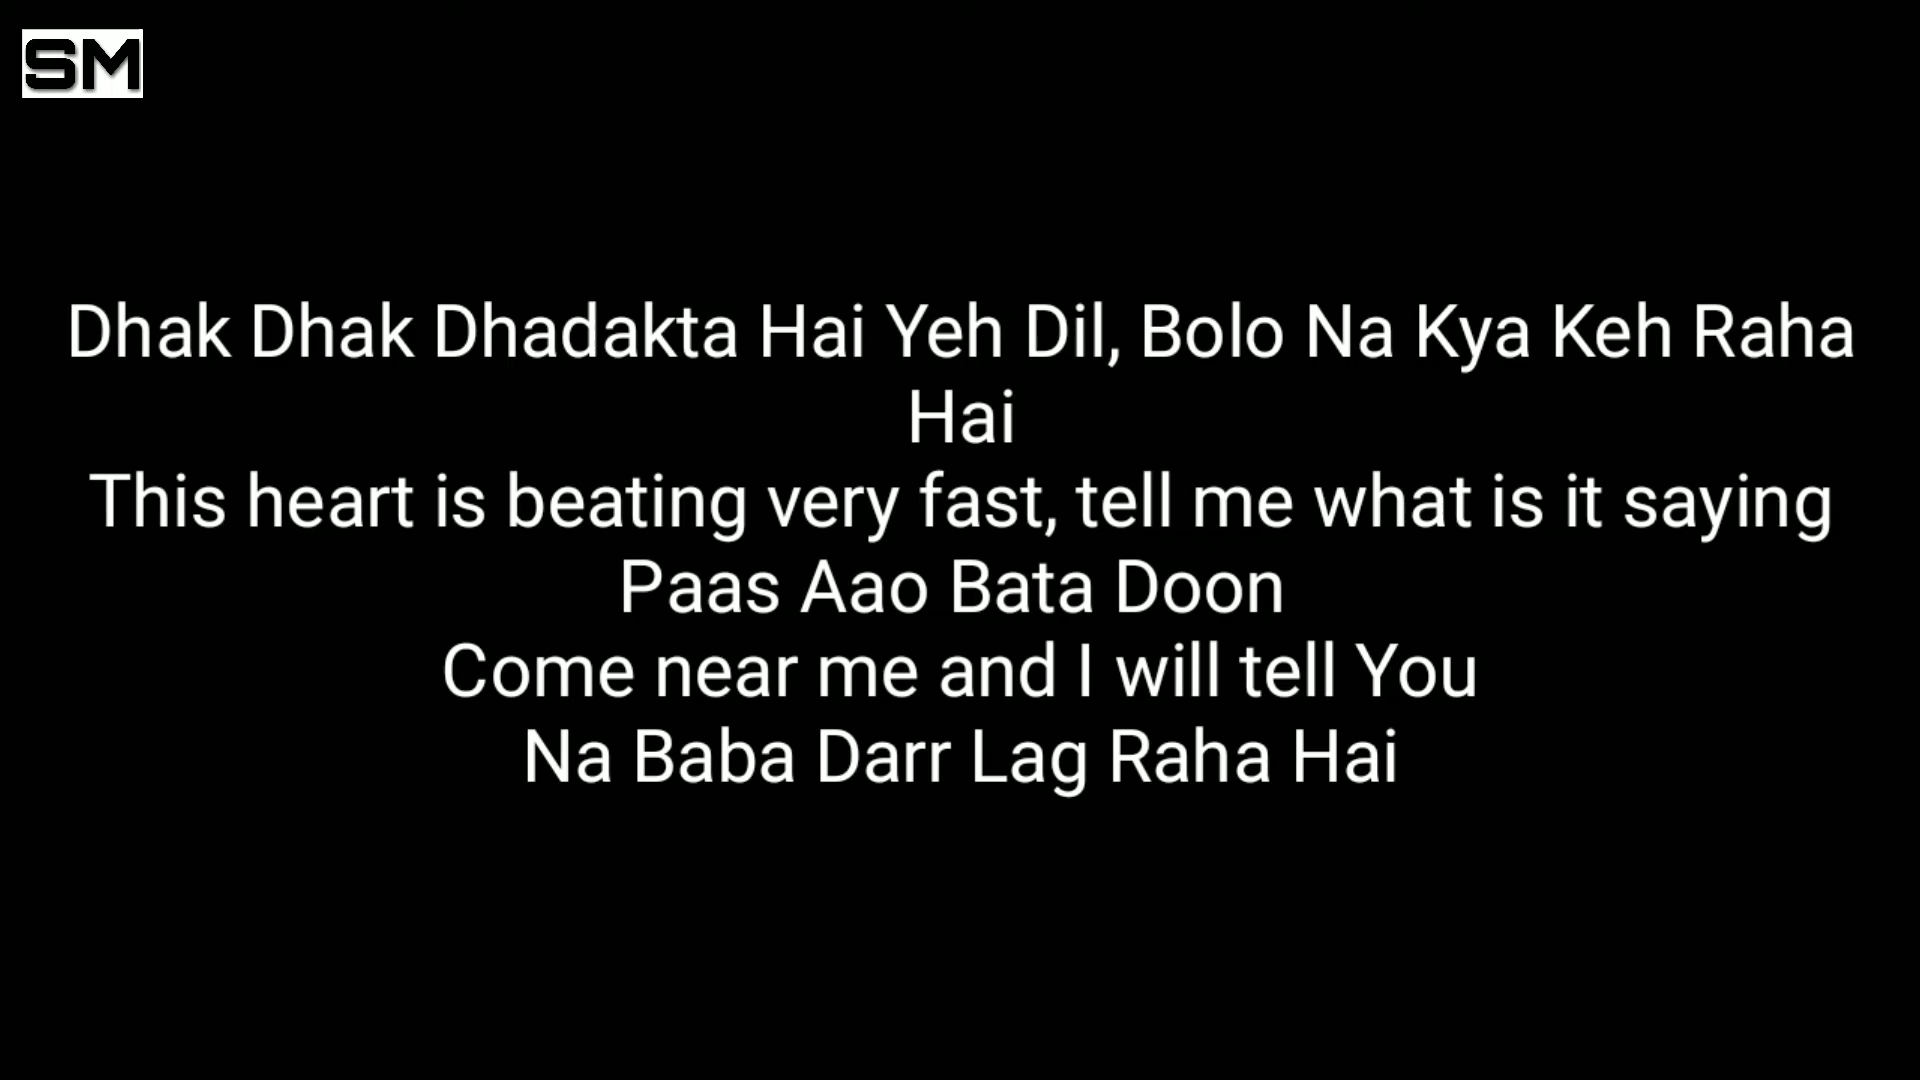 SM
Dhak Dhak Dhadakta Hai Yeh Dil, Bolo Na Kya Keh Raha
Hai
This heart is beating very fast, tell me what is it saying
Paas Aao Bata Doon
Come near me and I will tell You
Na Baba Darr Lag Raha Hai